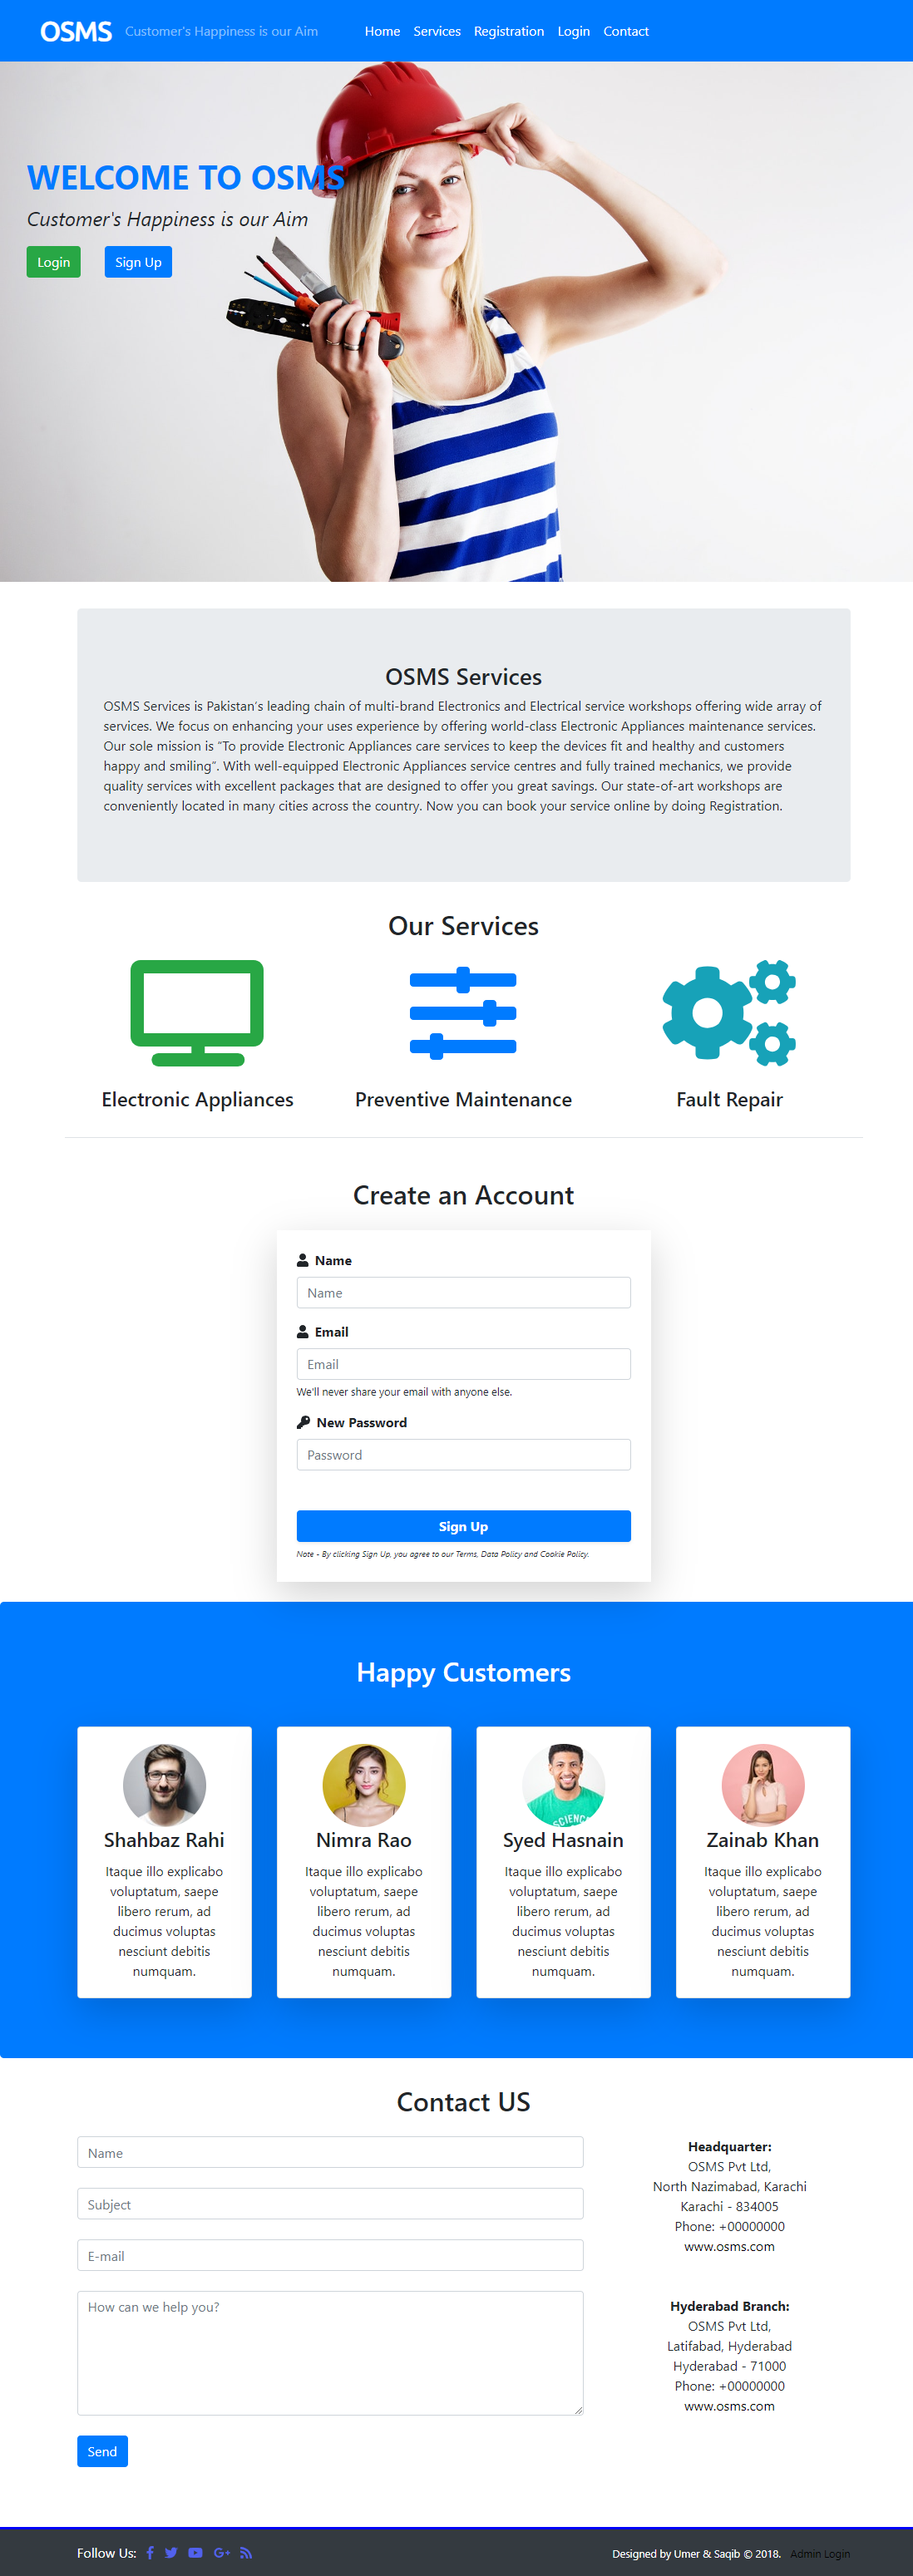 OSMS Customer's Happiness is our Aim Home Services Registration Login Contact
WELCOME TO OSMS
Customer's Happiness is our Aim
Login Sign Up
OSMS Services
OSMS Services is Pakistan’s leading chain of multi-brand Electronics and Electrical service workshops offering wide array of
services. We focus on enhancing your uses experience by offering world-class Electronic Appliances maintenance services.
Our sole mission is “To provide Electronic Appliances care services to keep the devices fit and healthy and customers
happy and smiling”. With well-equipped Electronic Appliances service centres and fully trained mechanics, we provide
quality services with excellent packages that are designed to offer you great savings. Our state-of-art workshops are
conveniently located in many cities across the country. Now you can book your service online by doing Registration.
Our Services
Electronic Appliances Preventive Maintenance Fault Repair
Create an Account
Name
Name
Email
Email
We'll never share your email with anyone else.
New Password
Password
Sign Up
Note - By clicking Sign Up, you agree to our Terms, Data Policy and Cookie Policy.
Happy Customers
SCIENC
Shahbaz Rahi
Itaque illo explicabo
voluptatum, saepe
libero rerum, ad
ducimus voluptas
nesciunt debitis
numquam.
Nimra Rao
Itaque illo explicabo
voluptatum, saepe
libero rerum, ad
ducimus voluptas
nesciunt debitis
numquam.
Syed Hasnain
Itaque illo explicabo
voluptatum, saepe
libero rerum, ad
ducimus voluptas
nesciunt debitis
numquam.
Zainab Khan
Itaque illo explicabo
voluptatum, saepe
libero rerum, ad
ducimus voluptas
nesciunt debitis
numquam.
Contact US
Name
Subject
E-mail
How can we help you?
Send
Headquarter:
OSMS Pvt Ltd,
North Nazimabad, Karachi
Karachi - 834005
Phone: +00000000
www.osms.com
Hyderabad Branch:
OSMS Pvt Ltd,
Latifabad, Hyderabad
Hyderabad - 71000
Phone: +00000000
www.osms.com
Follow Us: Designed by Umer & Saqib © 2018. Admin Login